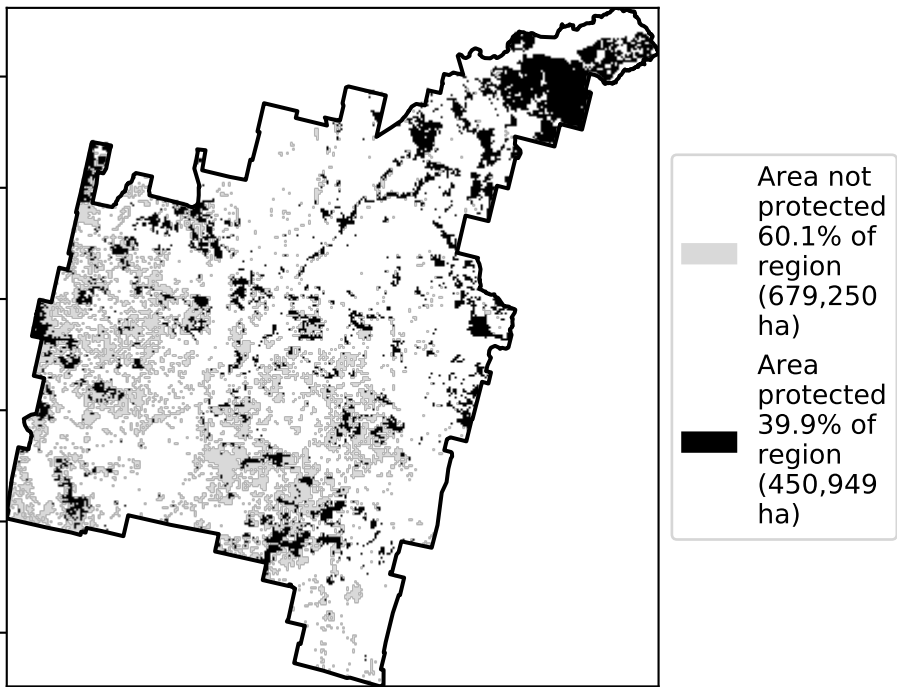 Area not
protected
60.1% of
region
(679,250
ha)
Area
protected
39.9% of
region
(450,949
ha)